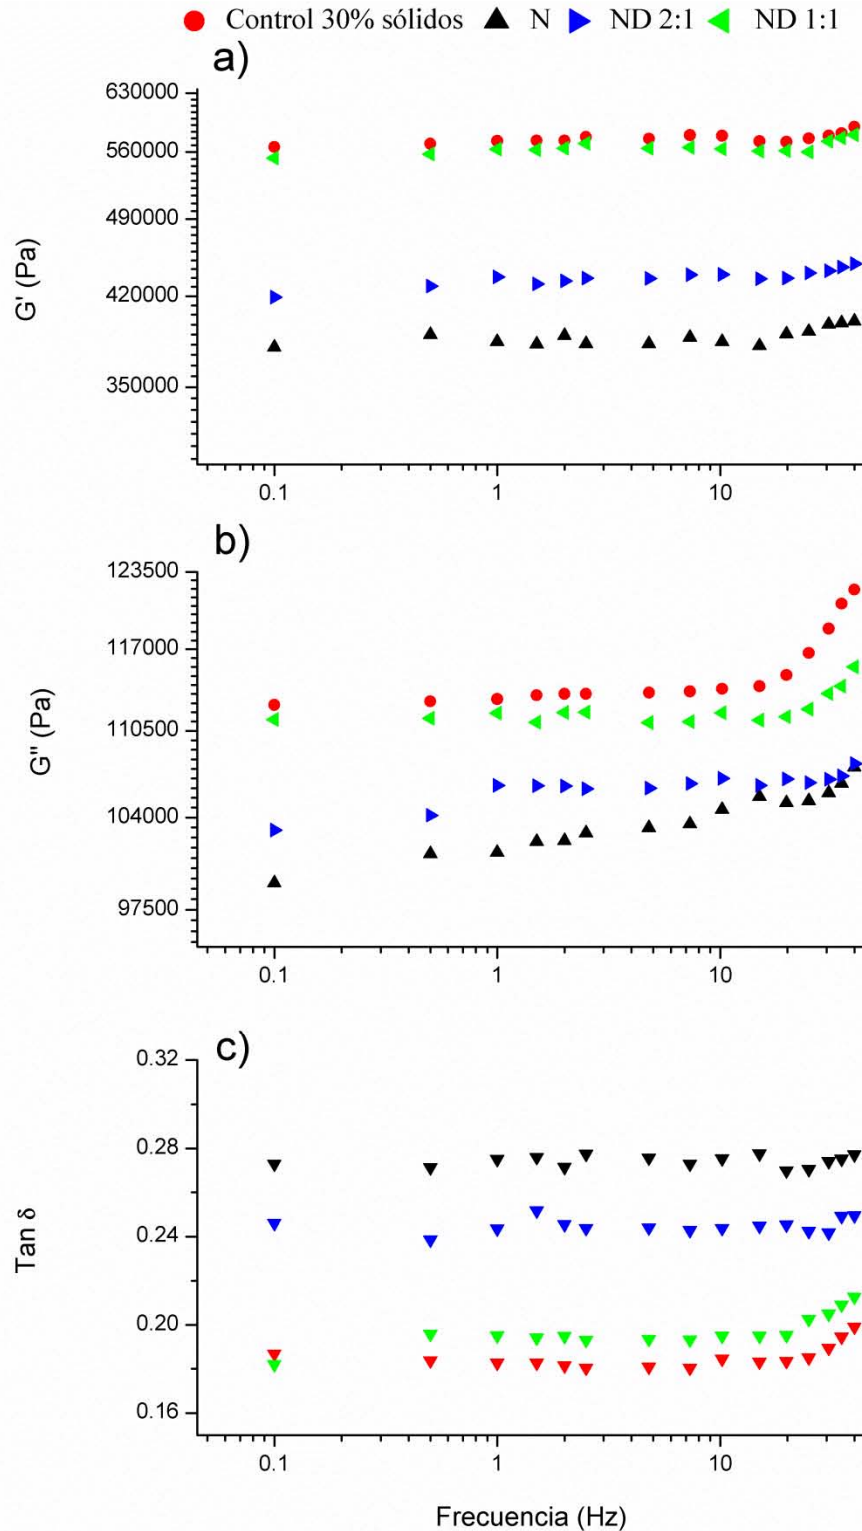 Control 30% sólidos N ND 2:1 ND 1:1
a)
630000
560000
490000
420000
350000
G' (Pa)
0.1 1 10
b)
123500
117000
110500
104000
97500
G'' (Pa)
0.1 1 10
c)
0.32
0.28
0.24
0.20
0.16
Tan δ
0.1 1 10
Frecuencia (Hz)